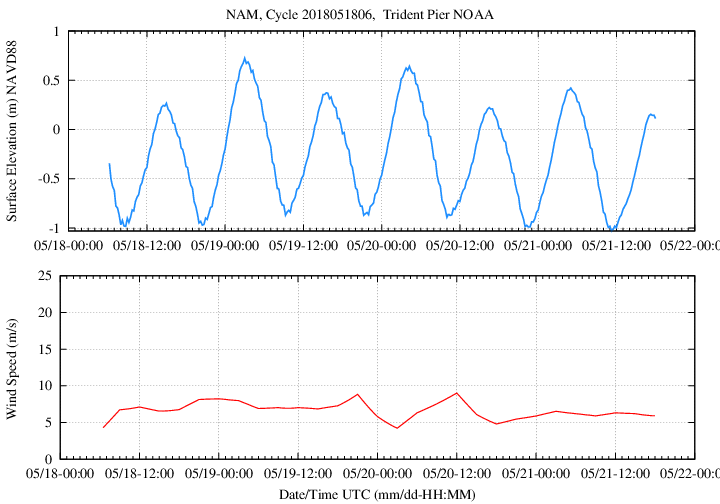 NAM, Cycle 2018051806,  Trident Pier NOAA
Surface Elevation (m) NAVD88
1
0.5
0
-0.5
-1
05/18-00:00 05/18-12:00 05/19-00:00 05/19-12:00 05/20-00:00 05/20-12:00 05/21-00:00 05/21-12:00 05/22-00:0
Wind Speed (m/s)
25
20
15
10
5
0
05/18-00:00 05/18-12:00 05/19-00:00 05/19-12:00 05/20-00:00 05/20-12:00 05/21-00:00 05/21-12:00 05/22-00:0
Date/Time UTC (mm/dd-HH:MM)